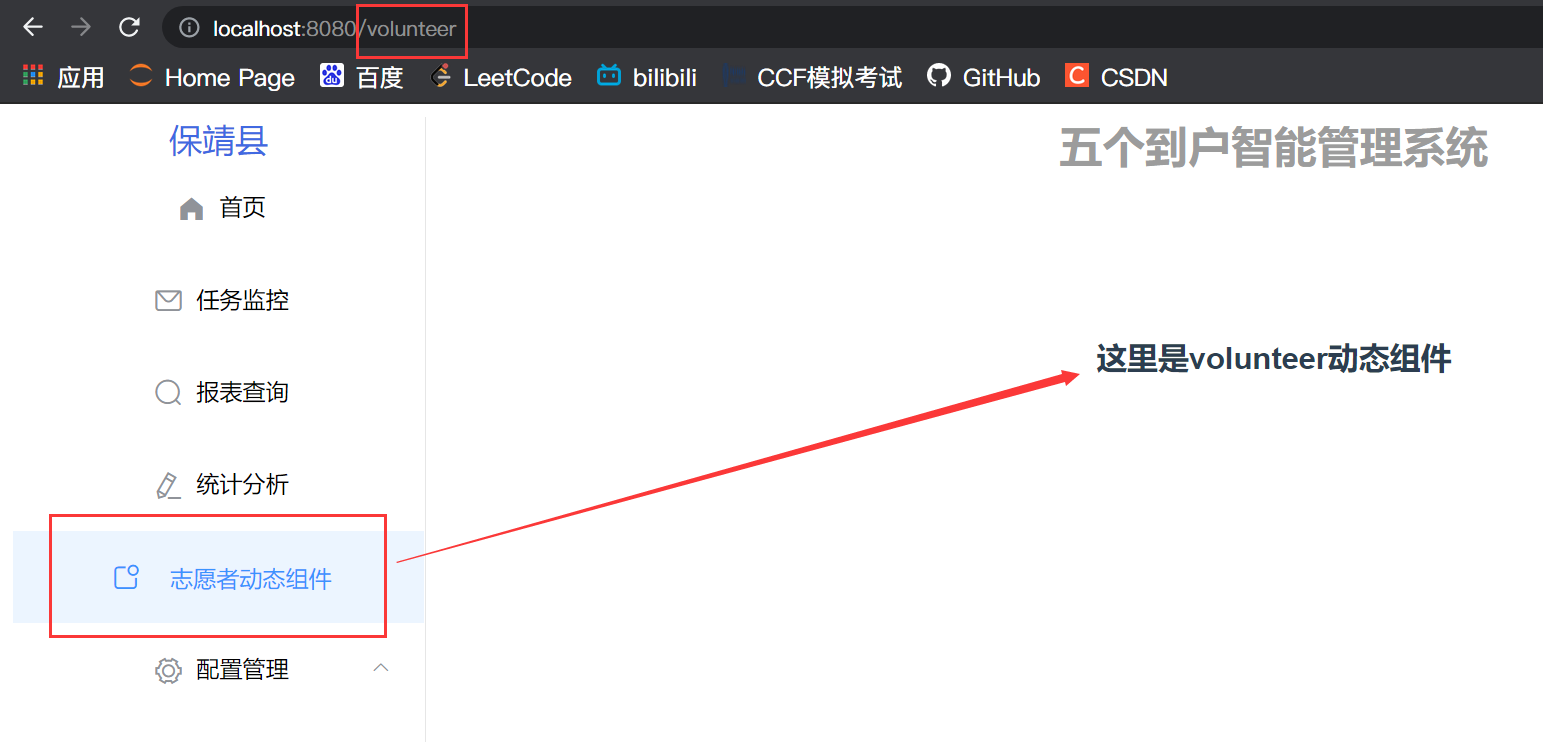 localhost:8080/volunteer
应用 Home Page 百度 LeetCode bilibili CCF模拟考试 GitHub CSDN
保靖县
五个到户智能管理系统
首页
任务监控
这里是volunteer动态组件
报表查询
统计分析
志愿者动态组件
配置管理